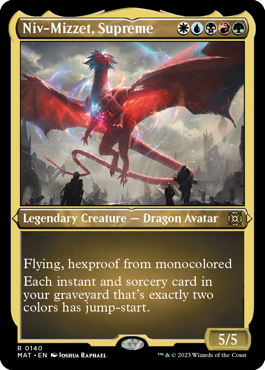 Niv-Mizzet, Supreme
Legendary Creature — Dragon Avatar
Flying, hexproof from monocolored
Each instant and sorcery card in
your graveyard that's exactly two
colors has jump-start.
5/5
R 0140
MAT • EN Joshua Raphael
™ & © 2023 Wizards of the Coast